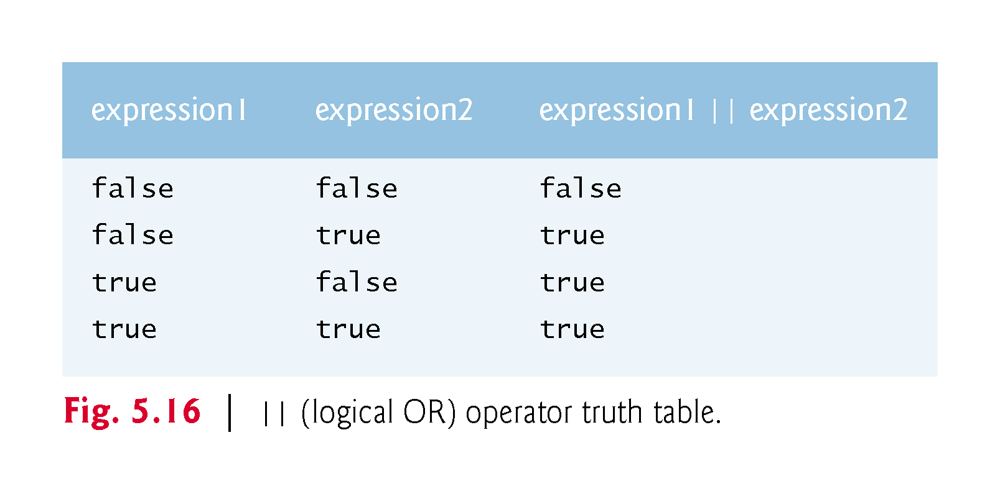 expression1 expression2 expression1 || expression2
false false false
false true true
true false true
true true true
Fig. 5.16 | || (logical OR) operator truth table.